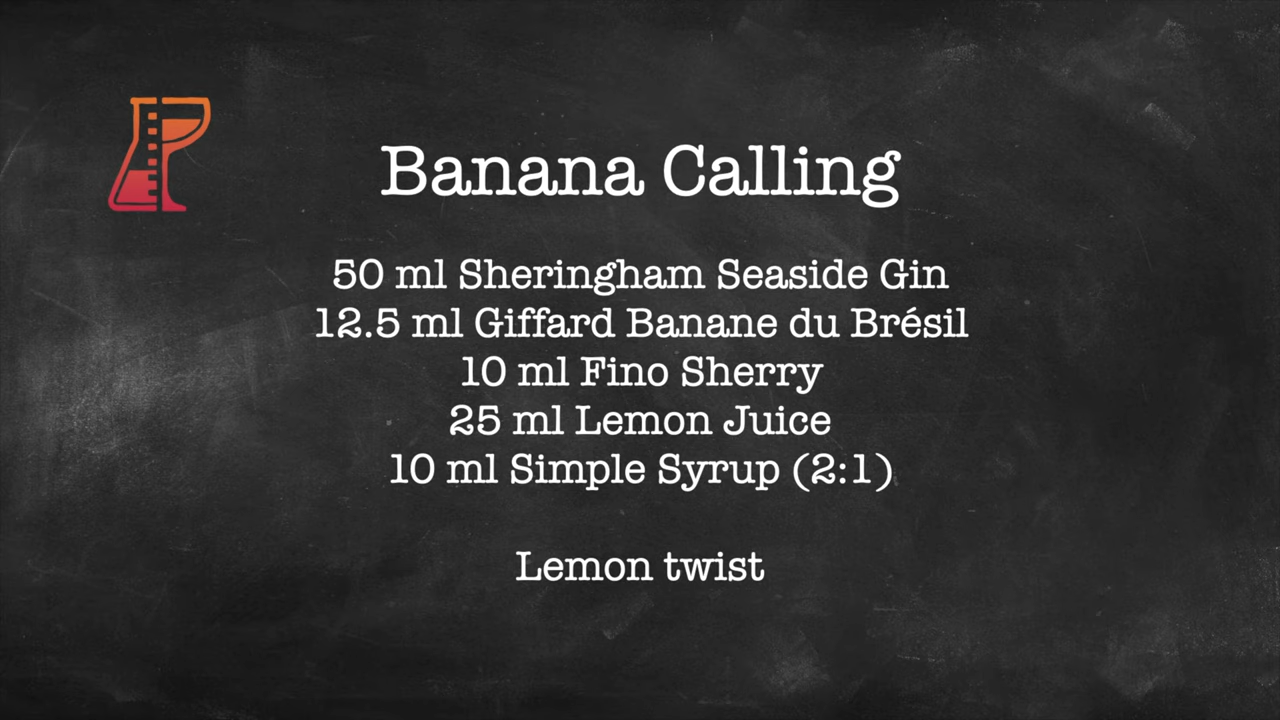 Banana Calling
50 ml Sheringham Seaside Gin
12.5 ml Giffard Banane du Brésil
10 ml Fino Sherry
25 ml Lemon Juice
10 ml Simple Syrup (2:1)
Lemon twist